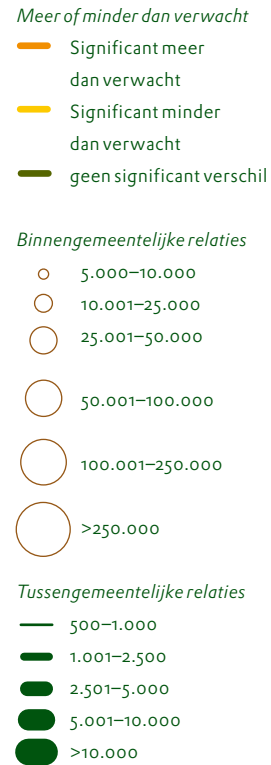 Meer of minder dan verwacht
Significant meer
dan verwacht
Significant minder
dan verwacht
geen significant verschil
Binnengemeentelijke relaties
5.000–10.000
10.001–25.000
25.001–50.000
50.001–100.000
100.001–250.000
>250.000
Tussengemeentelijke relaties
500–1.000
1.001–2.500
2.501–5.000
5.001–10.000
>10.000